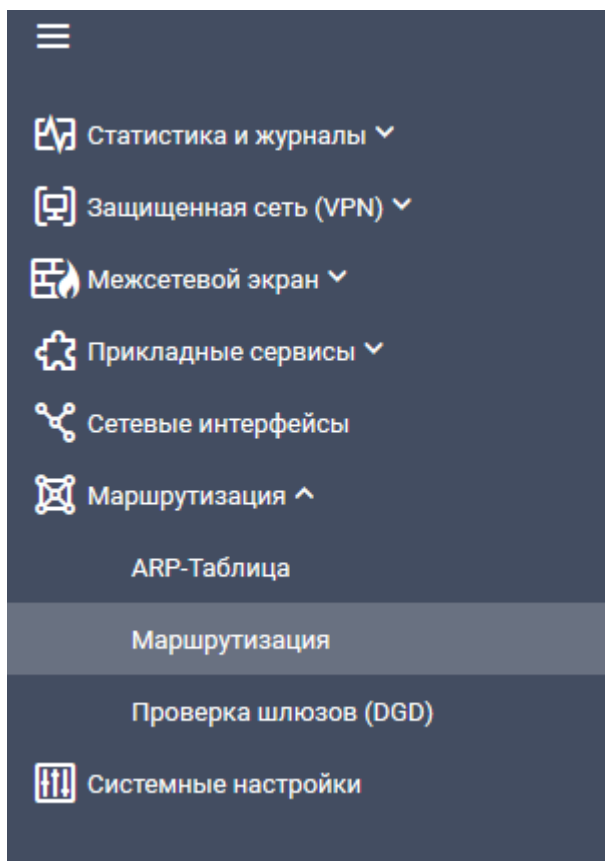 Статистика и журналы
Защищенная сеть (VPN)
Межсетевой экран
Прикладные сервисы
Сетевые интерфейсы
Маршрутизация
ARP-Таблица
Маршрутизация
Проверка шлюзов (DGD)
Системные настройки